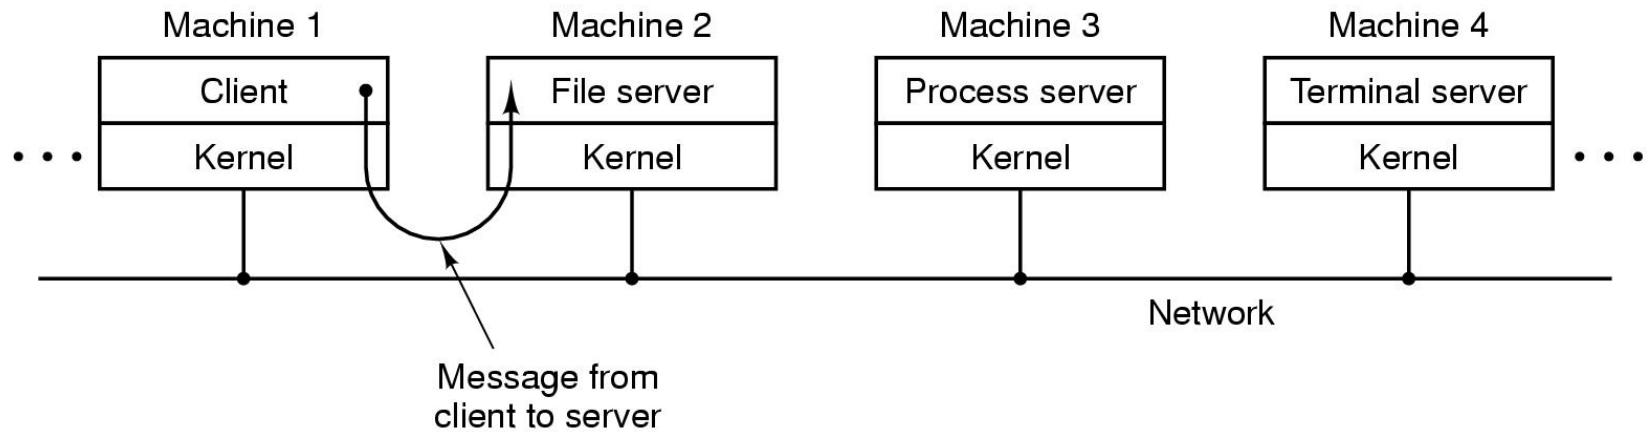 Machine 1
Machine 2
Machine 3
Machine 4
Client
File server
Process server
Terminal server
Kernel
Kernel
Kernel
Kernel
Network
Message from
client to server